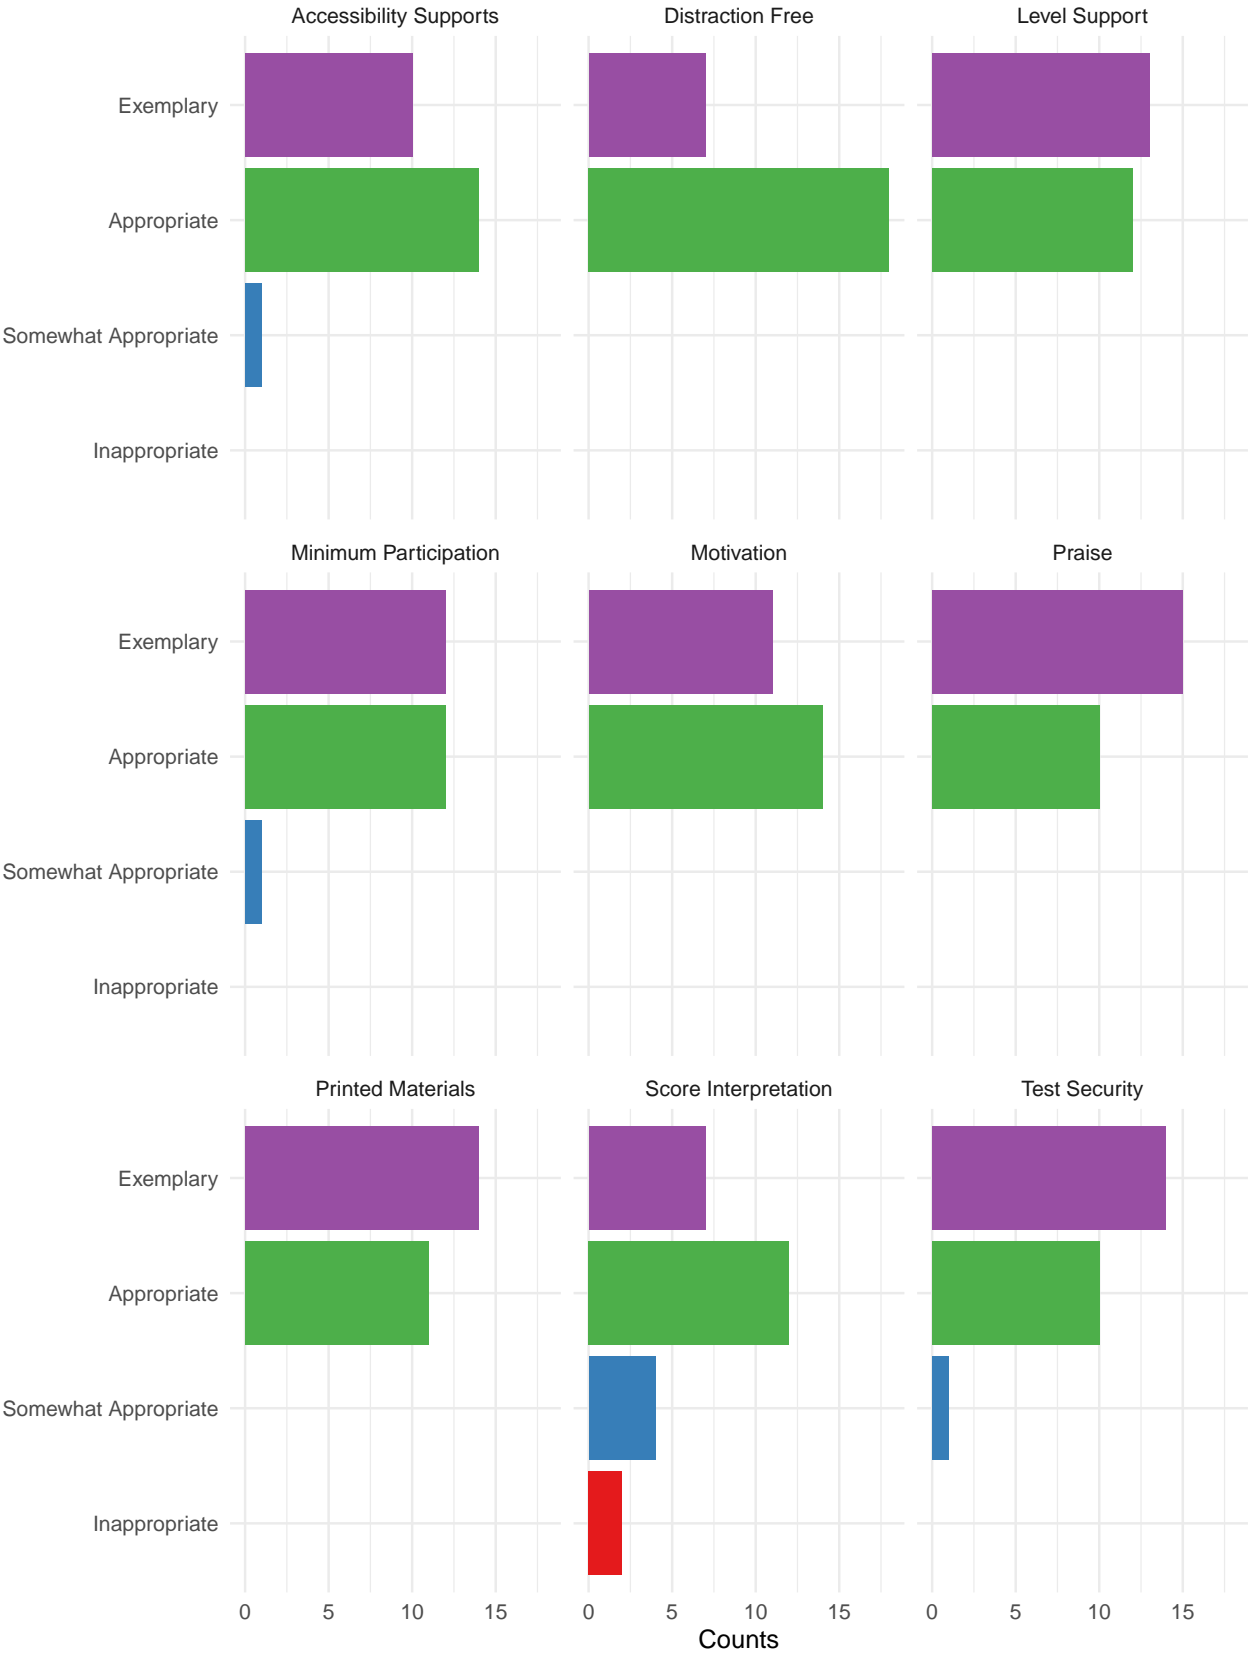 Accessibility Supports
Distraction Free
Level Support
Exemplary
Appropriate
Somewhat Appropriate
Inappropriate
Minimum Participation
Motivation
Praise
Exemplary
Appropriate
Somewhat Appropriate
Inappropriate
Printed Materials
Score Interpretation
Test Security
Exemplary
Appropriate
Somewhat Appropriate
Inappropriate
0 5 10 15 0 5 10 15 0 5 10 15
Counts